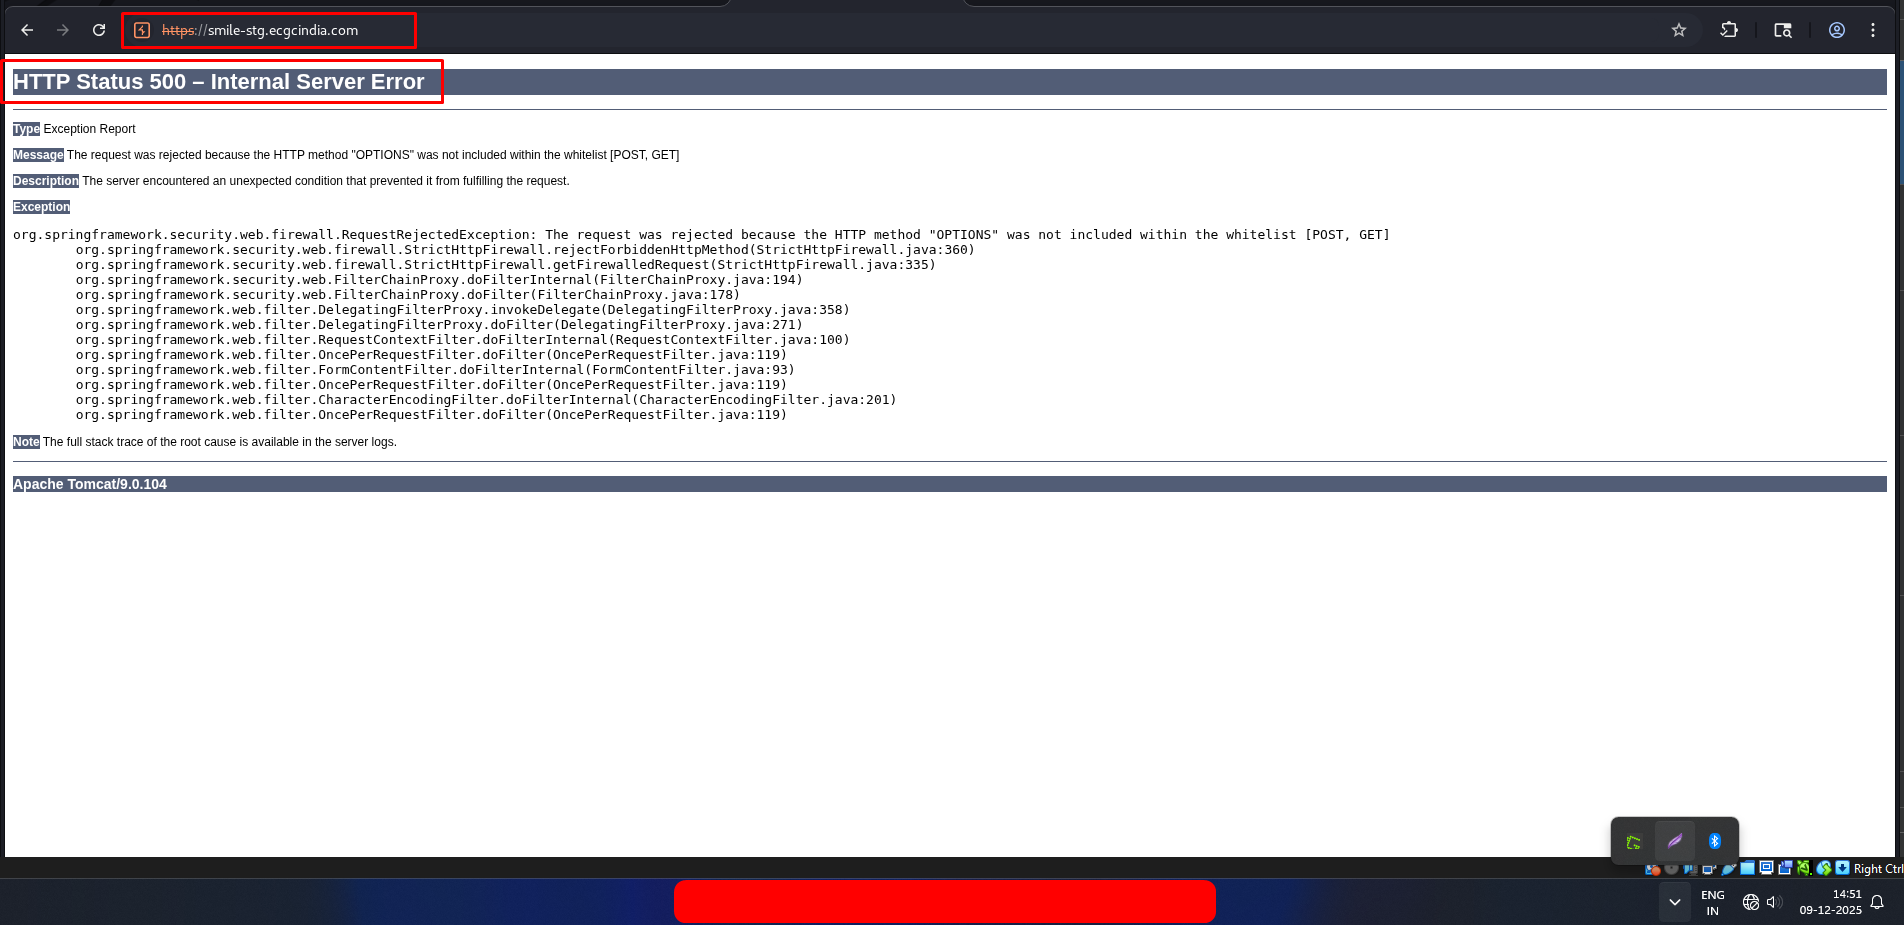 https://smile-stg.ecgcindia.com
HTTP Status 500 – Internal Server Error
Type Exception Report
Message The request was rejected because the HTTP method "OPTIONS" was not included within the whitelist [POST, GET]
Description The server encountered an unexpected condition that prevented it from fulfilling the request.
Exception
org.springframework.security.web.firewall.RequestRejectedException: The request was rejected because the HTTP method "OPTIONS" was not included within the whitelist [POST, GET]
org.springframework.security.web.firewall.StrictHttpFirewall.rejectForbiddenHttpMethod(StrictHttpFirewall.java:360)
org.springframework.security.web.firewall.StrictHttpFirewall.getFirewalledRequest(StrictHttpFirewall.java:335)
org.springframework.security.web.FilterChainProxy.doFilterInternal(FilterChainProxy.java:194)
org.springframework.security.web.FilterChainProxy.doFilter(FilterChainProxy.java:178)
org.springframework.web.filter.DelegatingFilterProxy.invokeDelegate(DelegatingFilterProxy.java:358)
org.springframework.web.filter.DelegatingFilterProxy.doFilter(DelegatingFilterProxy.java:271)
org.springframework.web.filter.RequestContextFilter.doFilterInternal(RequestContextFilter.java:100)
org.springframework.web.filter.OncePerRequestFilter.doFilter(OncePerRequestFilter.java:119)
org.springframework.web.filter.FormContentFilter.doFilterInternal(FormContentFilter.java:93)
org.springframework.web.filter.OncePerRequestFilter.doFilter(OncePerRequestFilter.java:119)
org.springframework.web.filter.CharacterEncodingFilter.doFilterInternal(CharacterEncodingFilter.java:201)
org.springframework.web.filter.OncePerRequestFilter.doFilter(OncePerRequestFilter.java:119)
Note The full stack trace of the root cause is available in the server logs.
Apache Tomcat/9.0.104
Right Ctrl
ENG
IN
14:51
09-12-2025